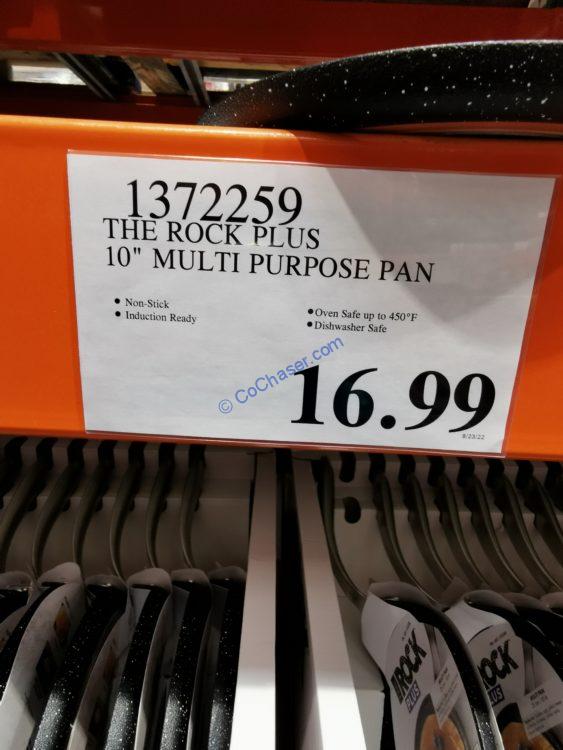 1372259
THE ROCK PLUS
10" MULTI PURPOSE PAN
• Non-Stick
• Induction Ready
• Oven Safe up to 450°F
• Dishwasher Safe
© CoChaser.com
16.99
8/23/22
ROCK
PLUS
ROCK
PLUS